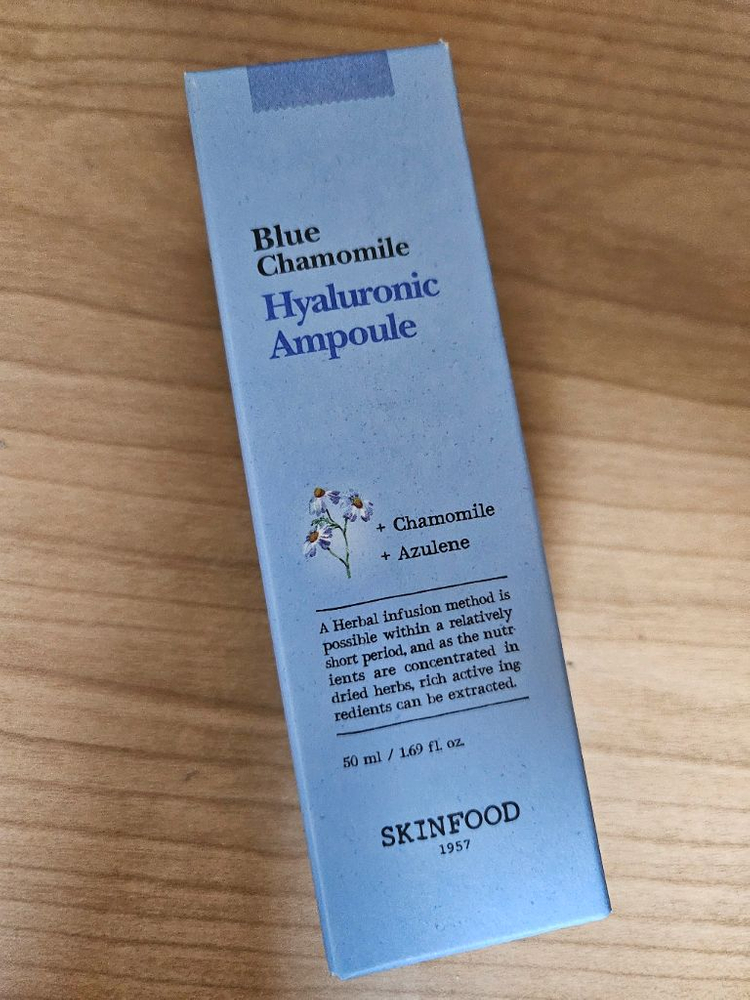 Blue
Chamomile
Hyaluronic
Ampoule
+ Chamomile
+ Azulene
A Herbal infusion method is
possible within a relatively
short period, and as the nutr-
ients are concentrated in
dried herbs, rich active ing-
redients can be extracted.
50 ml / 1.69 fl. oz.
SKINFOOD
1957